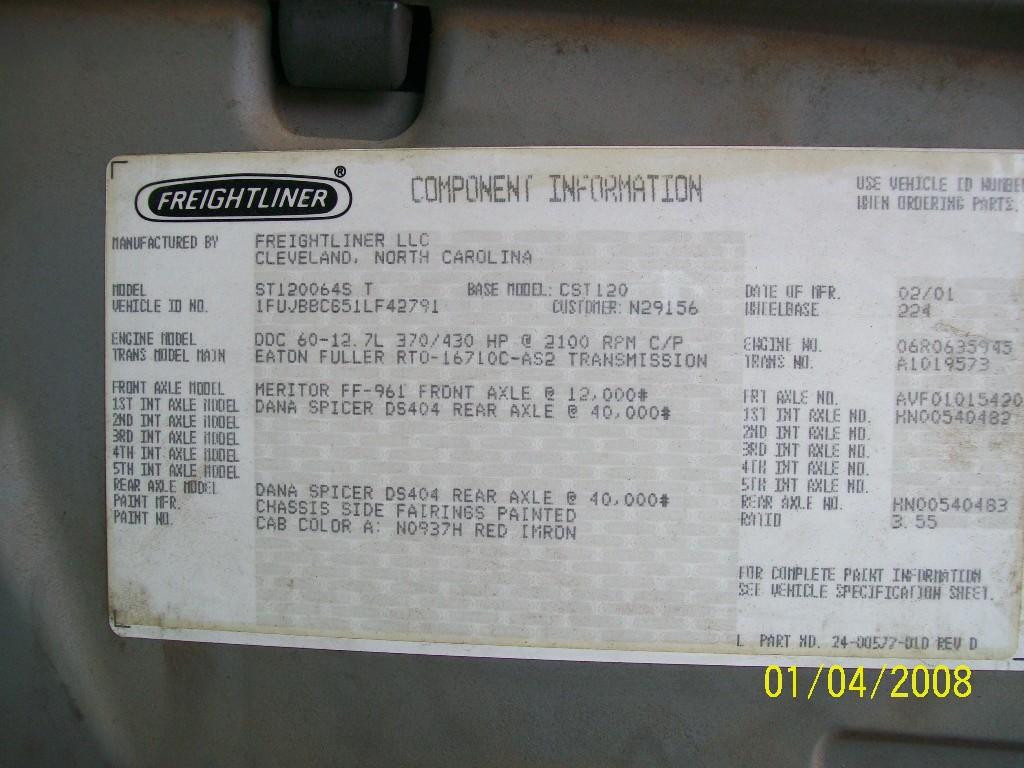 FREIGHTLINER ®
COMPONENT INFORMATION
USE VEHICLE ID NUMBER
WHEN ORDERING PARTS.
MANUFACTURED BY FREIGHTLINER LLC
CLEVELAND, NORTH CAROLINA
MODEL ST120064S T BASE MODEL: CST120 DATE OF MFR. 02/01
VEHICLE ID NO. 1FUJBBCG51LF42791 CUSTOMER: N29156 WHEELBASE 224
ENGINE MODEL DDC 60-12.7L 370/430 HP @ 2100 RPM C/P ENGINE NO. 06R0635945
TRANS MODEL MAIN EATON FULLER RTO-16710C-AS2 TRANSMISSION TRANS NO. A1019573
FRONT AXLE MODEL MERITOR FF-961 FRONT AXLE @ 12,000# FRT AXLE NO. AVF01015420
1ST INT AXLE MODEL DANA SPICER DS404 REAR AXLE @ 40,000# 1ST INT AXLE NO. HN00540482
2ND INT AXLE MODEL 2ND INT AXLE NO.
3RD INT AXLE MODEL 3RD INT AXLE NO.
4TH INT AXLE MODEL 4TH INT AXLE NO.
5TH INT AXLE MODEL 5TH INT AXLE NO.
REAR AXLE MODEL DANA SPICER DS404 REAR AXLE @ 40,000# REAR AXLE NO. HN00540483
PAINT MFR. CHASSIS SIDE FAIRINGS PAINTED RATIO 3.55
PAINT NO. CAB COLOR A: N0937H RED IMRON
FOR COMPLETE PAINT INFORMATION
SEE VEHICLE SPECIFICATION SHEET.
L PART NO. 24-00577-01D REV D
01/04/2008